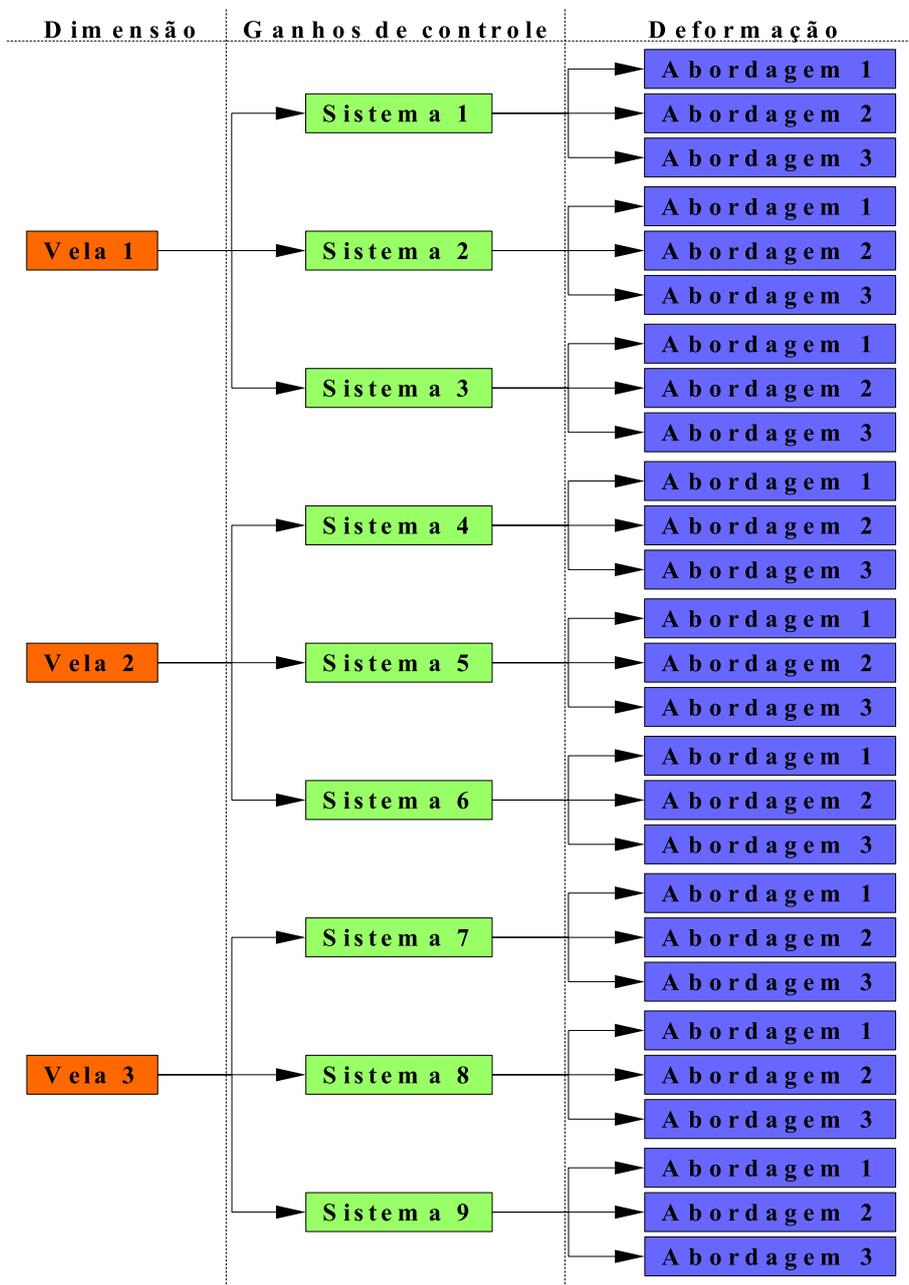 Dimensão Ganhos de controle Deformação
Abordagem 1
Sistema 1 Abordagem 2
Abordagem 3
Abordagem 1
Vela 1 Sistema 2 Abordagem 2
Abordagem 3
Abordagem 1
Sistema 3 Abordagem 2
Abordagem 3
Abordagem 1
Sistema 4 Abordagem 2
Abordagem 3
Abordagem 1
Vela 2 Sistema 5 Abordagem 2
Abordagem 3
Abordagem 1
Sistema 6 Abordagem 2
Abordagem 3
Abordagem 1
Sistema 7 Abordagem 2
Abordagem 3
Abordagem 1
Vela 3 Sistema 8 Abordagem 2
Abordagem 3
Abordagem 1
Sistema 9 Abordagem 2
Abordagem 3